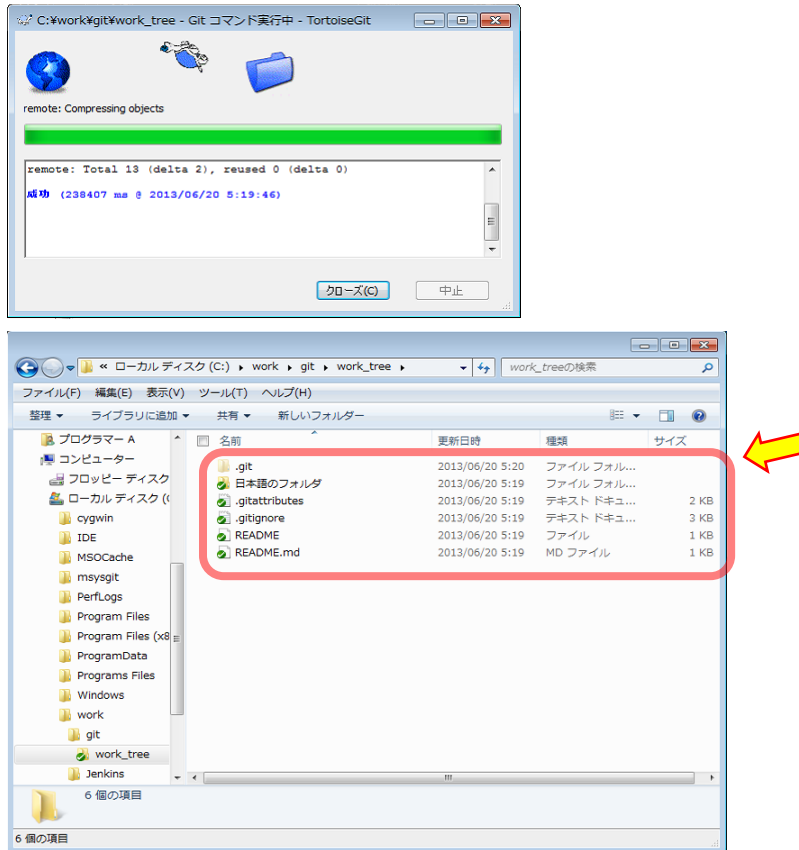 C:¥work¥git¥work_tree - Git コマンド実行中 - TortoiseGit
remote: Compressing objects
remote: Total 13 (delta 2), reused 0 (delta 0)
成功 (238407 ms @ 2013/06/20 5:19:46)
クローズ(C) 中止
« ローカル ディスク (C:) ▸ work ▸ git ▸ work_tree ▸ work_treeの検索
ファイル(F) 編集(E) 表示(V) ツール(T) ヘルプ(H)
整理 ▼ ライブラリに追加 ▼ 共有 ▼ 新しいフォルダー
プログラマー A
コンピューター
フロッピー ディスク
ローカル ディスク (
cygwin
IDE
MSOCache
msysgit
PerfLogs
Program Files
Program Files (x8
ProgramData
Programs Files
Windows
work
git
work_tree
Jenkins
名前 更新日時 種類 サイズ
.git 2013/06/20 5:20 ファイル フォル...
日本語のフォルダ 2013/06/20 5:19 ファイル フォル...
.gitattributes 2013/06/20 5:19 テキスト ドキュ... 2 KB
.gitignore 2013/06/20 5:19 テキスト ドキュ... 3 KB
README 2013/06/20 5:19 ファイル 1 KB
README.md 2013/06/20 5:19 MD ファイル 1 KB
6 個の項目
6 個の項目